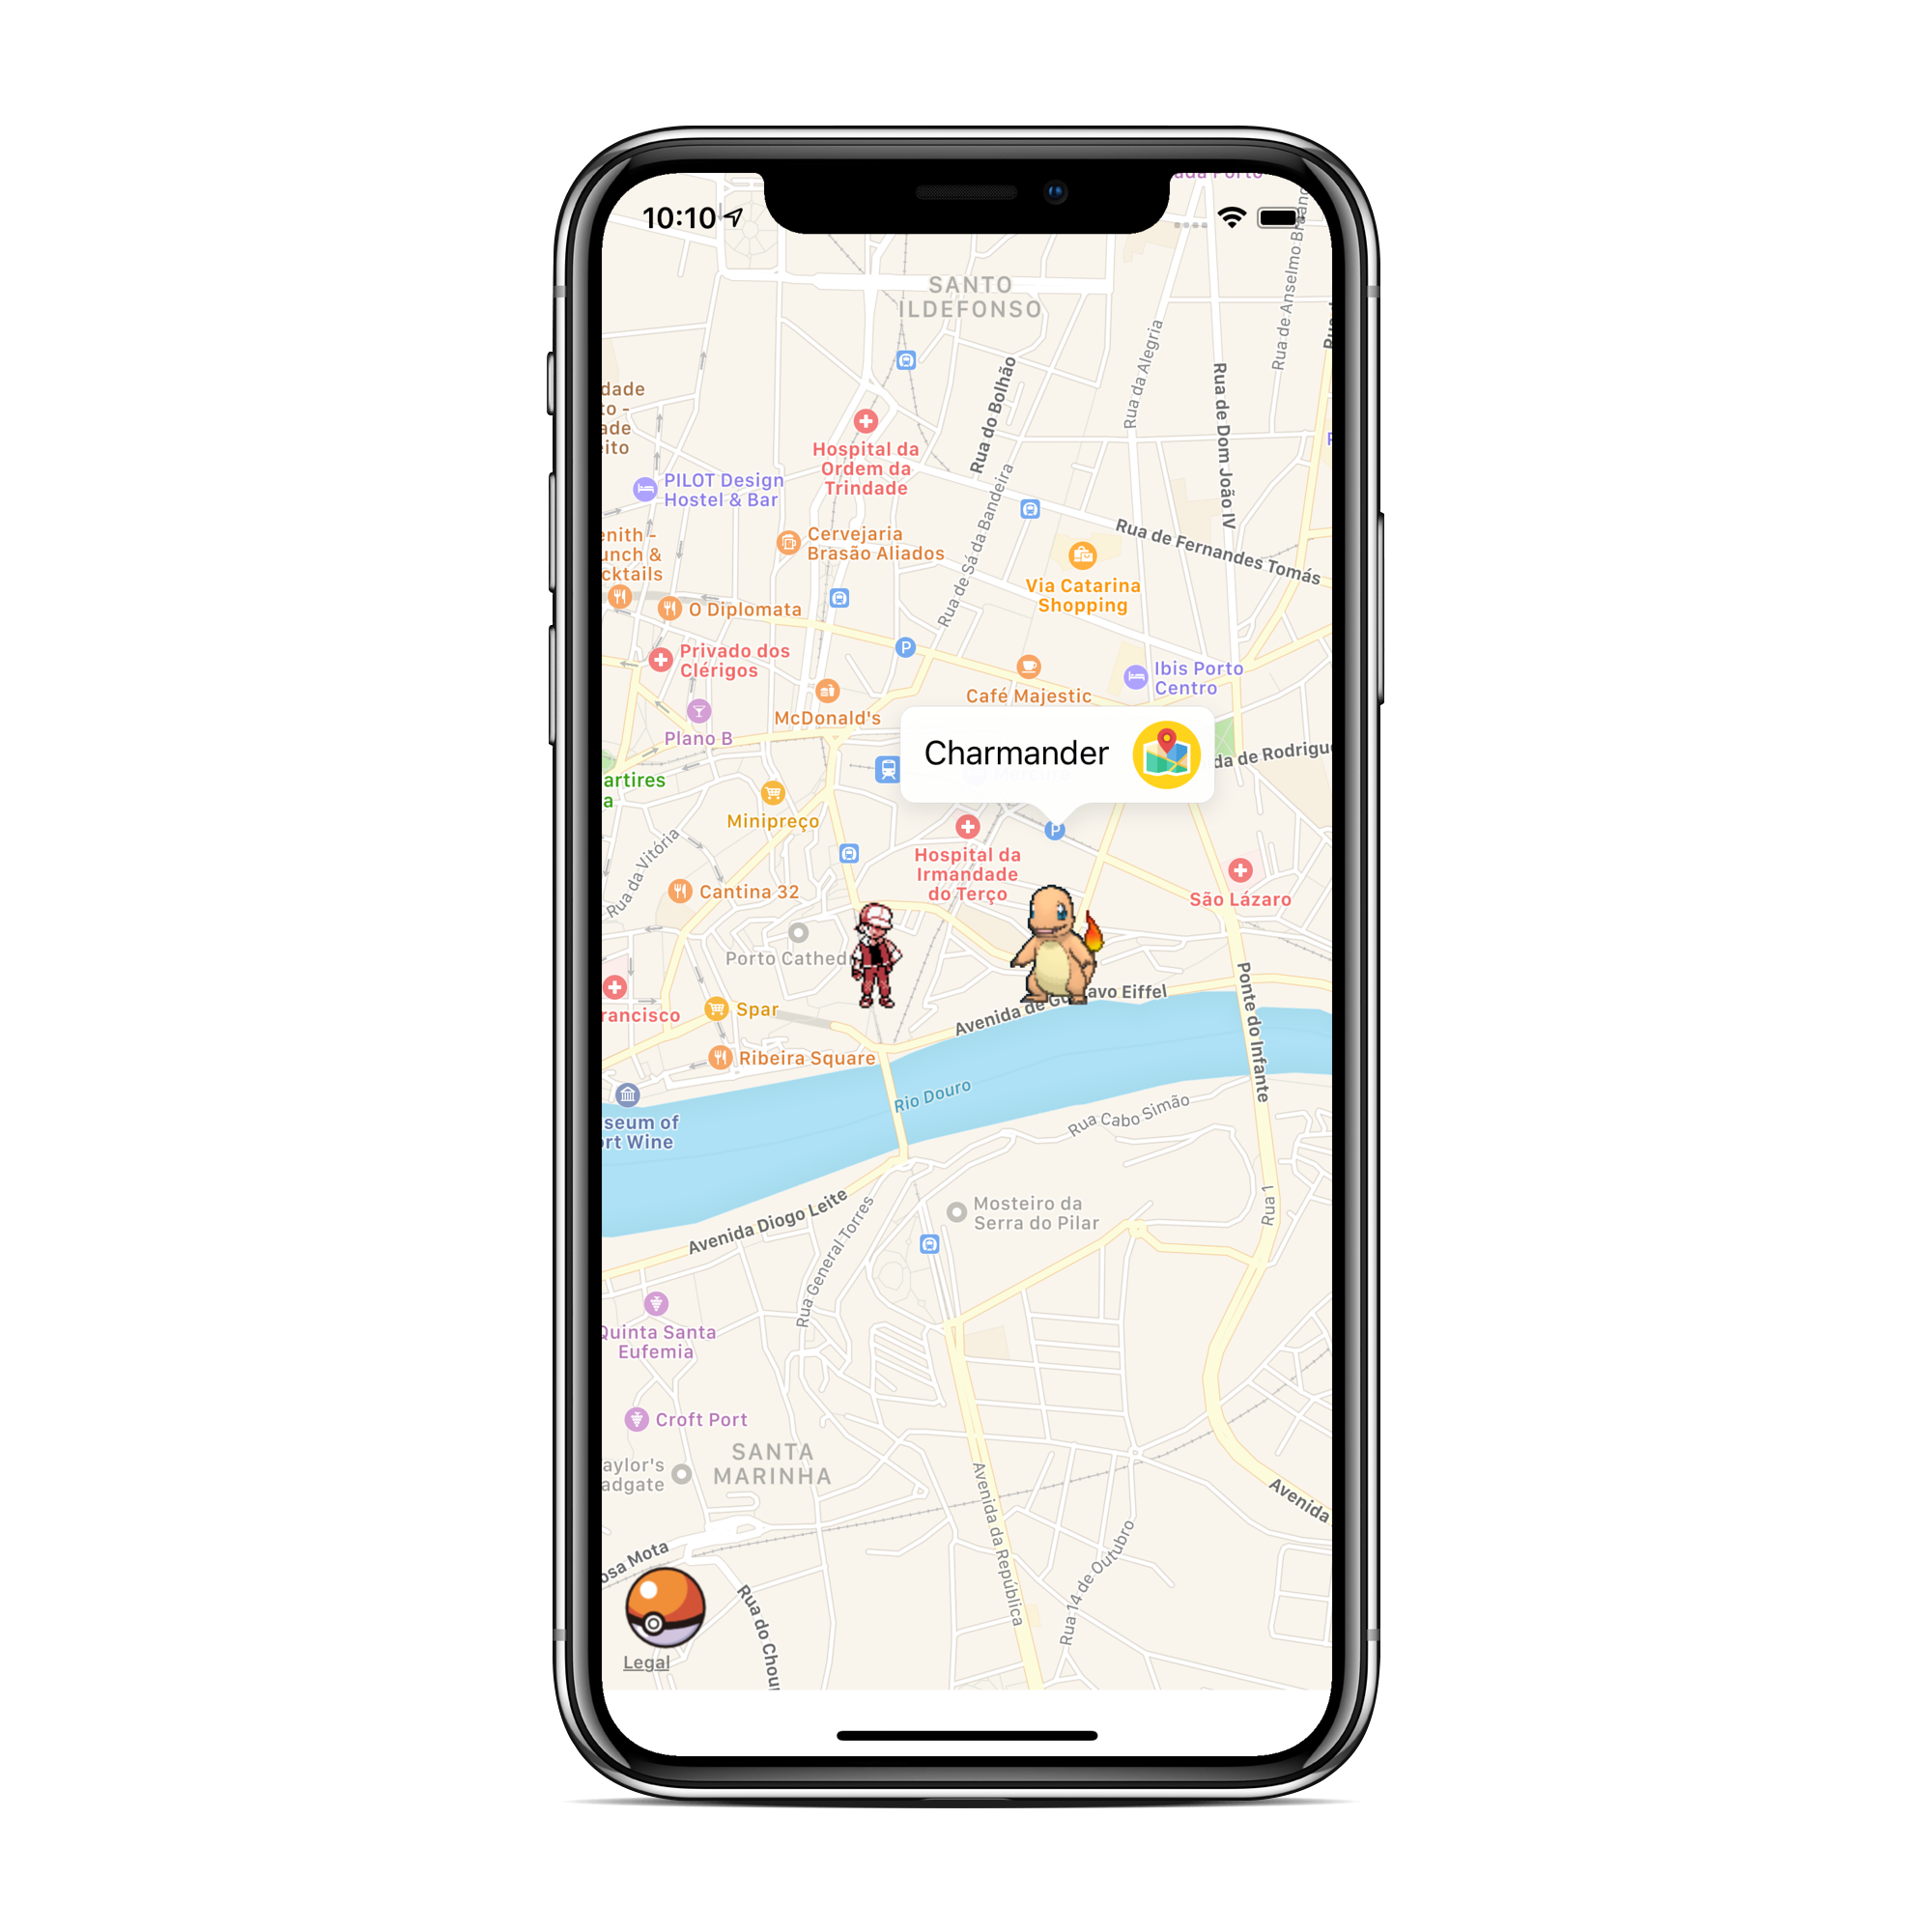 10:10
SANTO
ILDEFONSO
Rua de Anselmo
Rua da Alegria
Rua do Bolhão
Rua de Dom João IV
dade
to -
ade
eito
Hospital da
Ordem da
Trindade
PILOT Design
Hostel & Bar
Rua de Sá da Bandeira
Rua de Fernandes Tomás
enith -
unch &
cktails
Cervejaria
Brasão Aliados
Via Catarina
Shopping
O Diplomata
P
Privado dos
Clérigos
Ibis Porto
Centro
Café Majestic
McDonald's
Plano B
Charmander
da de Rodrigu
artires
a
Minipreço
P
Rua da Vitória
Hospital da
Irmandade
do Terço
São Lázaro
Cantina 32
Porto Cathed
Avenida de Gu avo Eiffel
Ponte do Infante
rancisco
Spar
Ribeira Square
Rio Douro
seum of
ort Wine
Rua Cabo Simão
Avenida Diogo Leite
Rua General Torres
Mosteiro da
Serra do Pilar
Rua 1
Quinta Santa
Eufemia
Croft Port
SANTA
MARINHA
aylor's
adgate
Avenida da República
Avenida
Rua 14 de Outubro
osa Mota
Rua do Chou
Legal